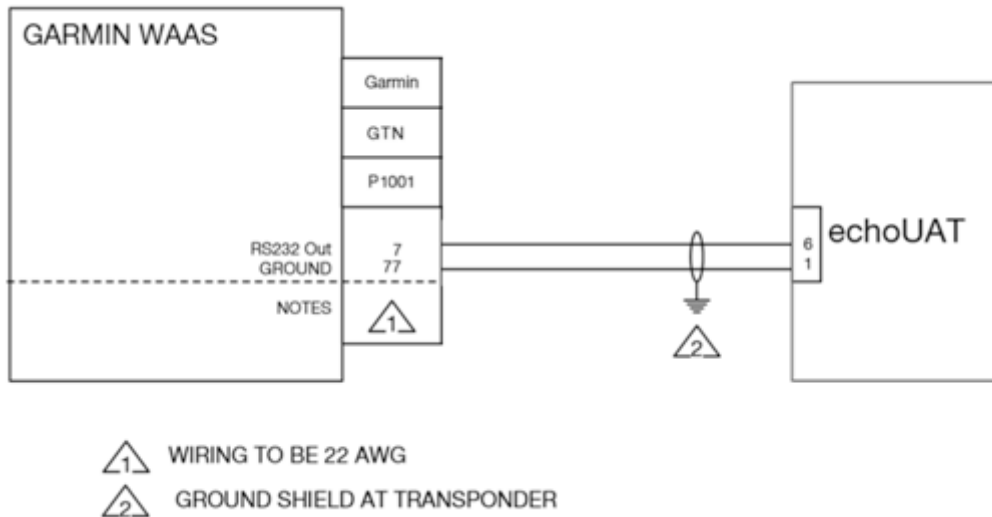 GARMIN WAAS
Garmin
GTN
P1001
RS232 Out 7
GROUND 77
NOTES 1
6
1
echoUAT
2
1 WIRING TO BE 22 AWG
2 GROUND SHIELD AT TRANSPONDER